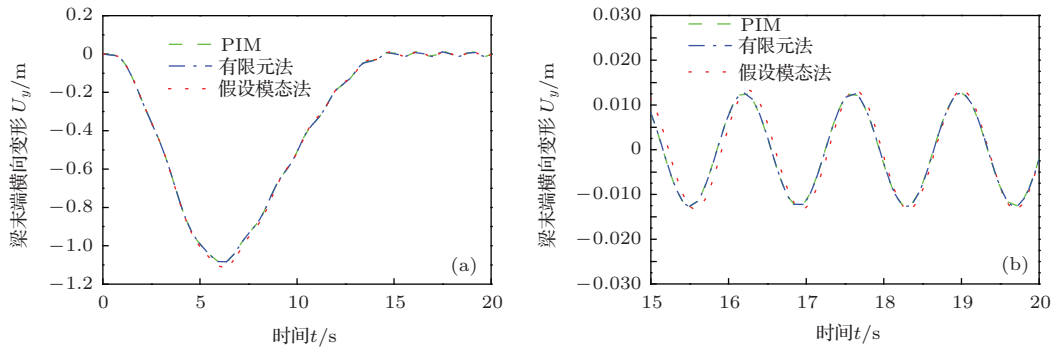 0.2
0
−0.2
−0.4
−0.6
−0.8
−1.0
−1.2
0
5
10
15
20
梁末端横向变形 Uy/m
时间t/s
PIM
有限元法
假设模态法
(a)
0.030
0.020
0.010
0
−0.010
−0.020
−0.030
15
16
17
18
19
20
梁末端横向变形 Uy/m
时间t/s
PIM
有限元法
假设模态法
(b)